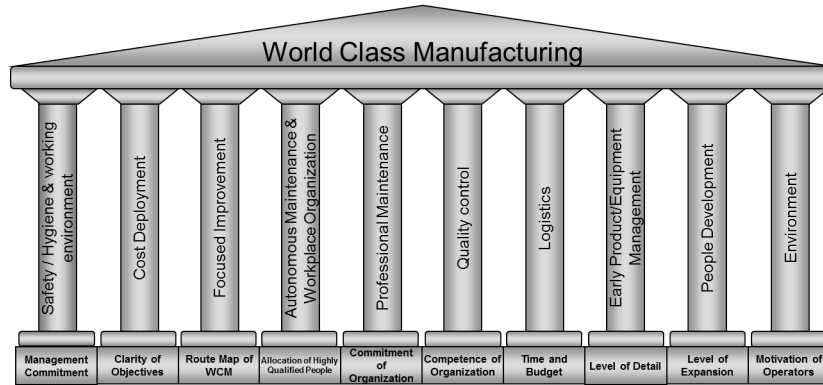 World Class Manufacturing
Safety / Hygiene & working
environment
Cost Deployment
Focused Improvement
Autonomous Maintenance &
Workplace Organization
Professional Maintenance
Quality control
Logistics
Early Product/Equipment
Management
People Development
Environment
Management
Commitment
Clarity of
Objectives
Route Map of
WCM
Allocation of Highly
Qualified People
Commitment
of
Organization
Competence of
Organization
Time and
Budget
Level of Detail
Level of
Expansion
Motivation of
Operators